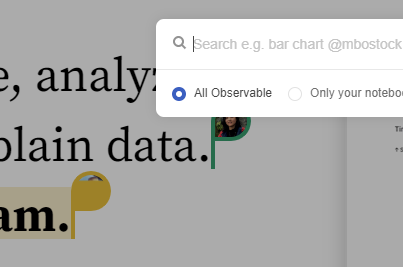 Search e.g. bar chart @mbostock
e, analyz
All Observable Only your notebo
plain data.
am.